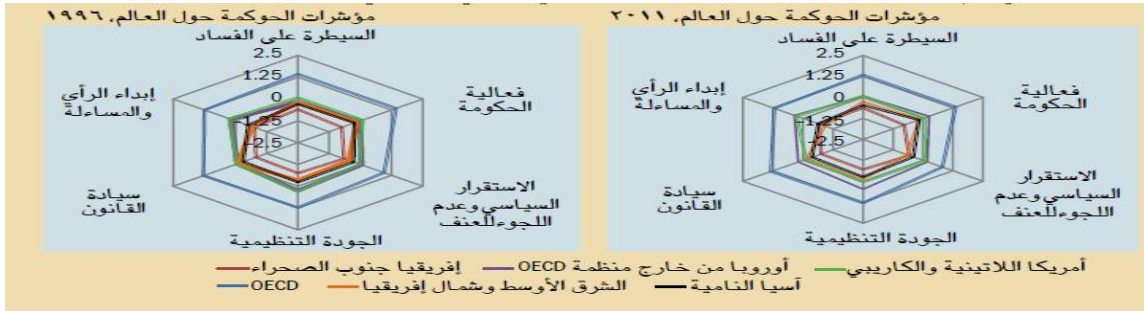 مؤشرات الحوكمة حول العالم, ٢٠١١
السيطرة على الفساد
2.5
1.25
0
-1.25
-2.5
فعالية
الحكومة
الاستقرار
السياسي وعدم
اللجوء للعنف
الجودة التنظيمية
سيادة
القانون
إبداء الرأي
والمساءلة
مؤشرات الحوكمة حول العالم, ١٩٩٦
السيطرة على الفساد
2.5
1.25
0
-1.25
-2.5
فعالية
الحكومة
الاستقرار
السياسي وعدم
اللجوء للعنف
الجودة التنظيمية
سيادة
القانون
إبداء الرأي
والمساءلة
أمريكا اللاتينية والكاريبي
أوروبا من خارج منظمة OECD
إفريقيا جنوب الصحراء
آسيا النامية
الشرق الأوسط وشمال إفريقيا
OECD